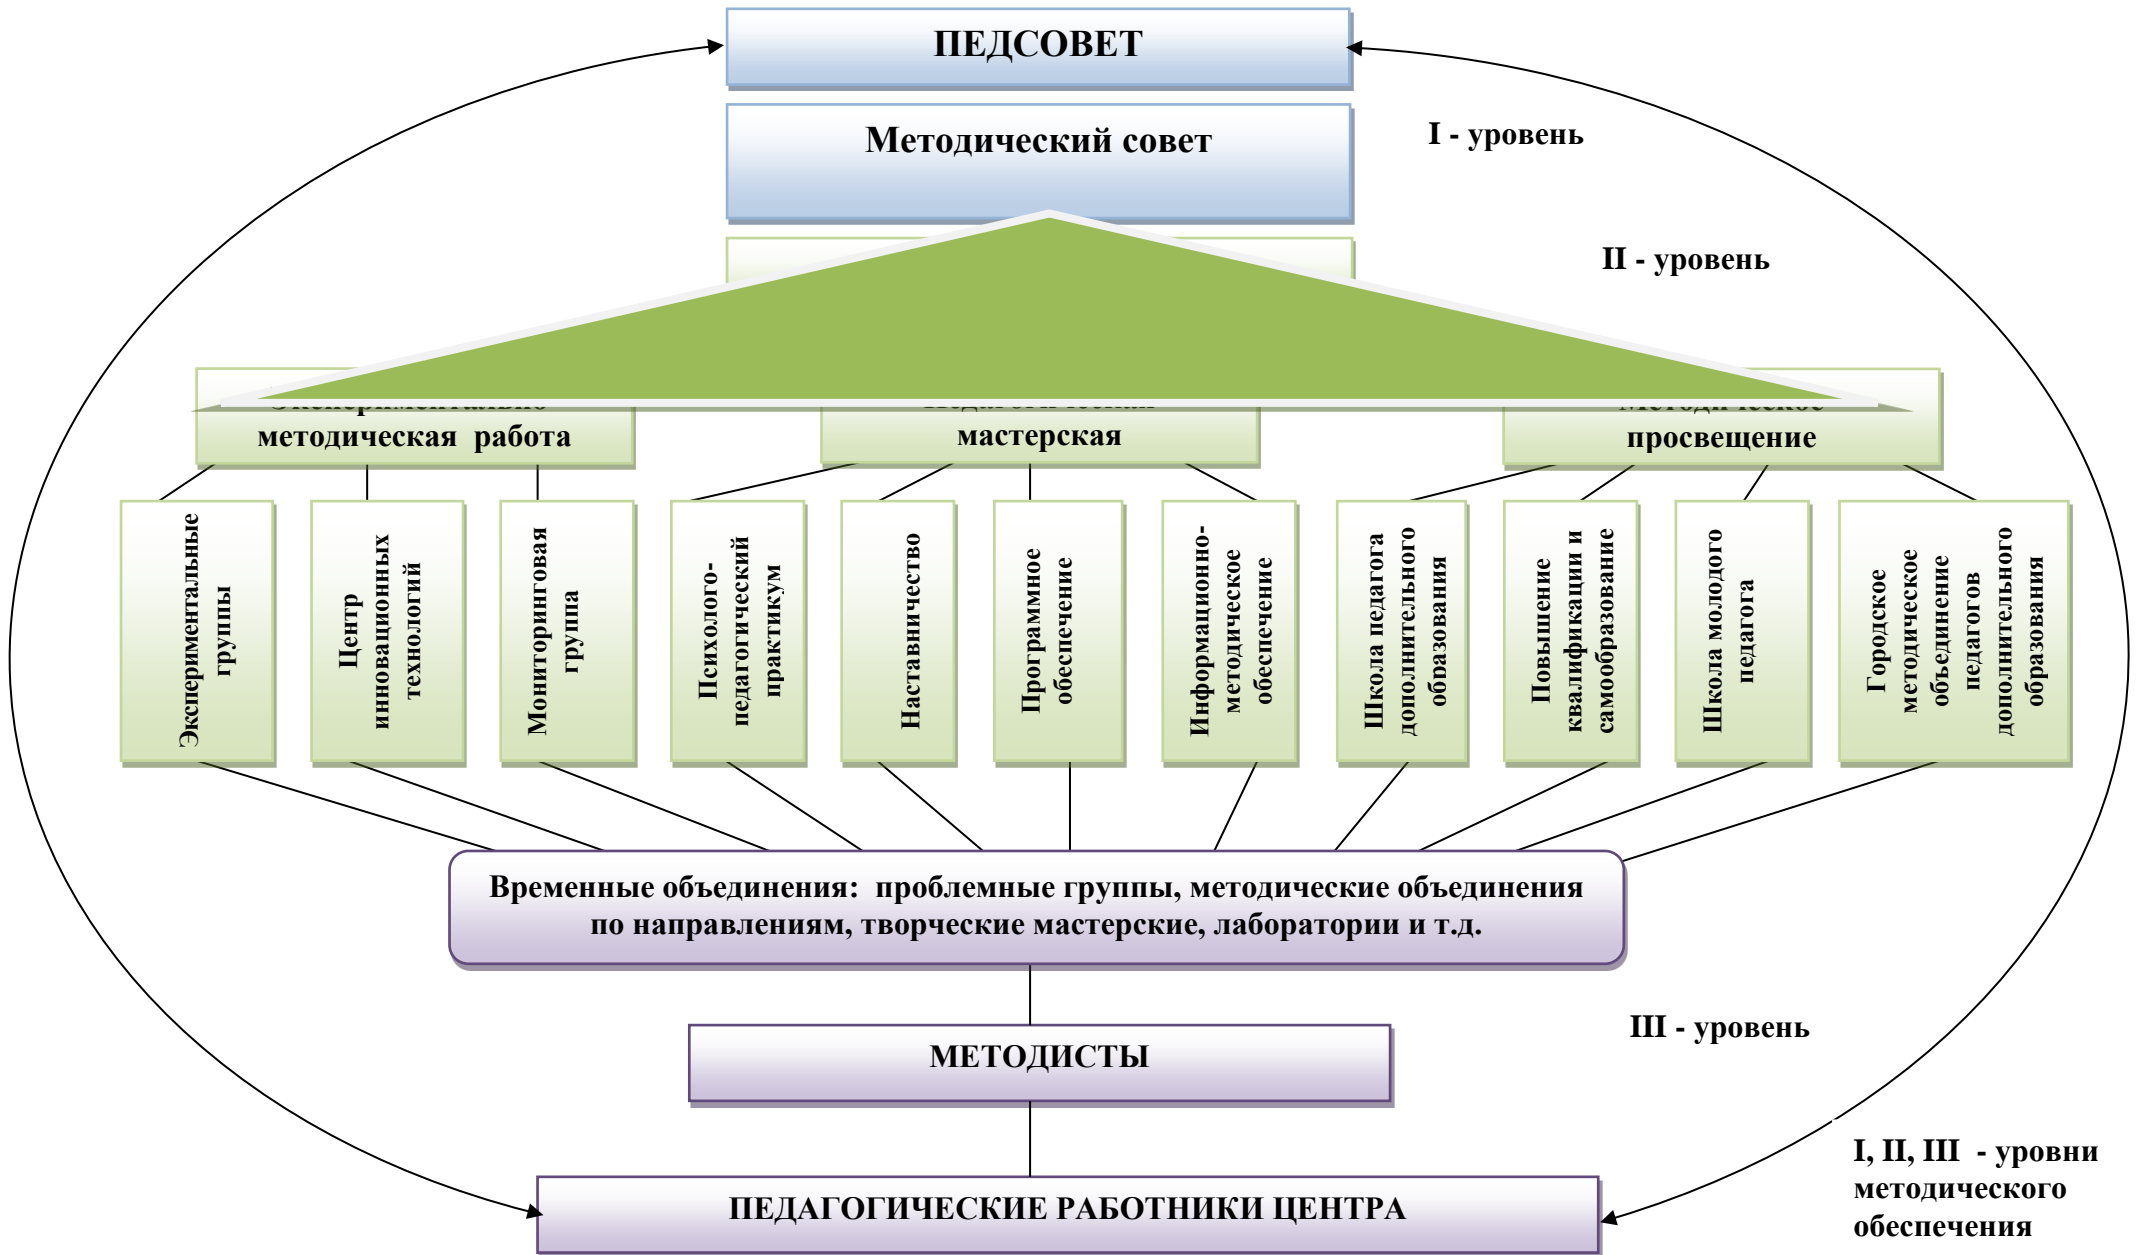 ПЕДСОВЕТ
Методический совет
I - уровень
II - уровень
Экспериментально-
методическая работа
Педагогическая
мастерская
Методическое
просвещение
Экспериментальные
группы
Центр
инновационных
технологий
Мониторинговая
группа
Психолого-
педагогический
практикум
Наставничество
Программное
обеспечение
Информационно-
методическое
обеспечение
Школа педагога
дополнительного
образования
Повышение
квалификации и
самообразование
Школа молодого
педагога
Городское
методическое
объединение
педагогов
дополнительного
образования
Временные объединения: проблемные группы, методические объединения
по направлениям, творческие мастерские, лаборатории и т.д.
III - уровень
МЕТОДИСТЫ
I, II, III - уровни
методического
обеспечения
ПЕДАГОГИЧЕСКИЕ РАБОТНИКИ ЦЕНТРА